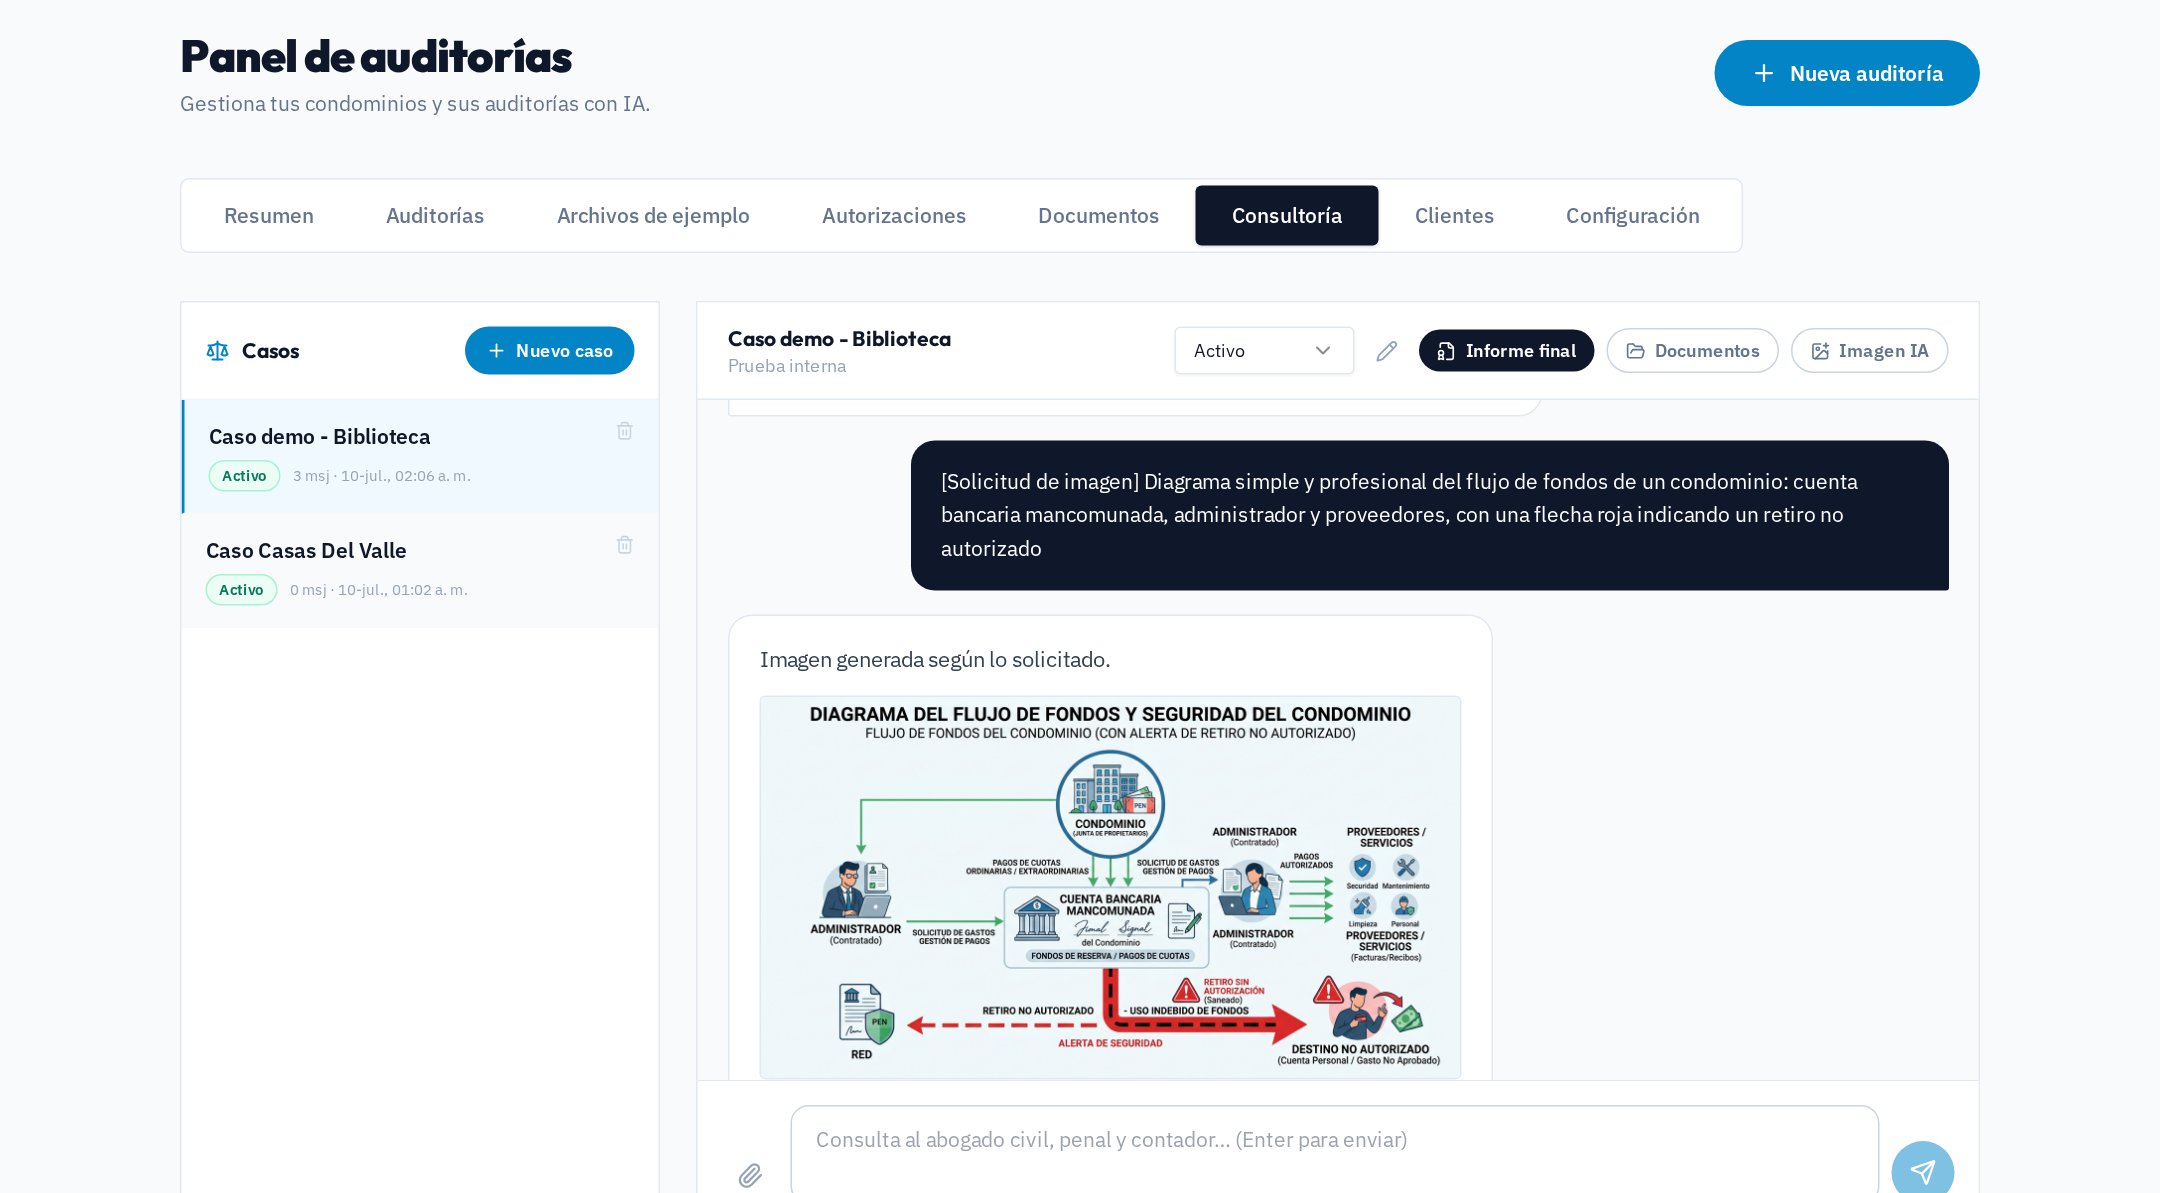 Panel de auditorías
Gestiona tus condominios y sus auditorías con IA.
Nueva auditoría
Resumen
Auditorías
Archivos de ejemplo
Autorizaciones
Documentos
Consultoría
Clientes
Configuración
Casos
Nuevo caso
Caso demo - Biblioteca
Activo
3 msj · 10-jul., 02:06 a. m.
Caso Casas Del Valle
Activo
0 msj · 10-jul., 01:02 a. m.
Caso demo - Biblioteca
Prueba interna
Activo
Informe final
Documentos
Imagen IA
[Solicitud de imagen] Diagrama simple y profesional del flujo de fondos de un condominio: cuenta
bancaria mancomunada, administrador y proveedores, con una flecha roja indicando un retiro no
autorizado
Imagen generada según lo solicitado.
DIAGRAMA DEL FLUJO DE FONDOS Y SEGURIDAD DEL CONDOMINIO
FLUJO DE FONDOS DEL CONDOMINIO (CON ALERTA DE RETIRO NO AUTORIZADO)
PEN
CONDOMINIO
(JUNTA DE PROPIETARIOS)
ADMINISTRADOR
(Contratado)
PROVEEDORES /
SERVICIOS
PAGOS DE CUOTAS
ORDINARIAS / EXTRAORDINARIAS
SOLICITUD DE GASTOS
GESTIÓN DE PAGOS
PAGOS
AUTORIZADOS
Seguridad
Mantenimiento
Limpieza
Personal
ADMINISTRADOR
(Contratado)
SOLICITUD DE GASTOS
GESTIÓN DE PAGOS
CUENTA BANCARIA
MANCOMUNADA
del Condominio
FONDOS DE RESERVA / PAGOS DE CUOTAS
ADMINISTRADOR
(Contratado)
PROVEEDORES /
SERVICIOS
(Facturas/Recibos)
RETIRO SIN
AUTORIZACIÓN
(Saneado)
PEN
RED
RETIRO NO AUTORIZADO
- USO INDEBIDO DE FONDOS
ALERTA DE SEGURIDAD
DESTINO NO AUTORIZADO
(Cuenta Personal / Gasto No Aprobado)
Consulta al abogado civil, penal y contador... (Enter para enviar)